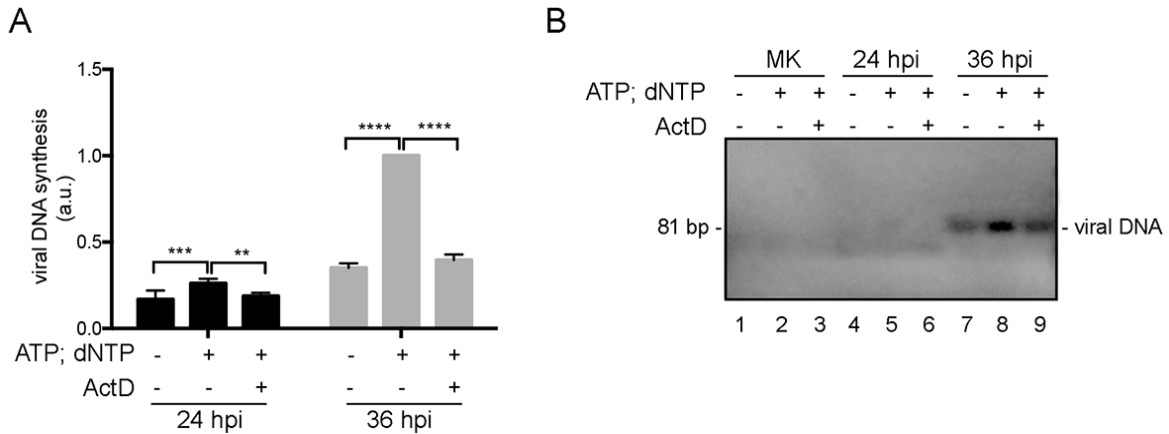 A
1.5
1.0
0.5
0.0
viral DNA synthesis
(a.u.)
*** **
**** ****
ATP; dNTP - + + - + +
ActD - - + - - +
24 hpi 36 hpi
B
MK 24 hpi 36 hpi
ATP; dNTP - + + - + + - + +
ActD - - + - - + - - +
81 bp - - viral DNA
1 2 3 4 5 6 7 8 9